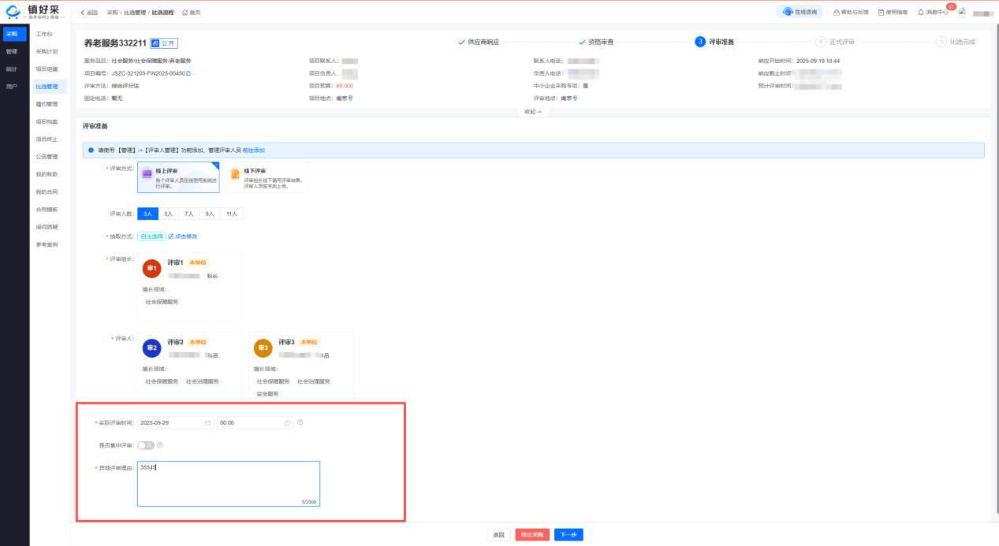 镇好采
返回 采购 / 比选管理 / 比选流程 首页
在线咨询 帮助与反馈 使用指南 消息中心 17
采购
管理
统计
用户
工作台
采购计划
项目组建
比选管理
履约管理
项目档案
项目终止
公告管理
我的账款
我的合同
合同模板
询问质疑
参考案例
养老服务332211 公开
供应商响应 资格审查 3 评审准备 4 正式评审 5 比选完成
服务品目: 社会服务/社会保障服务/养老服务 项目联系人: 联系人电话: 响应开始时间: 2025-09-19 10:44
项目编号: JSZC-321203-FW2025-00450 项目负责人 负责人电话: 响应截止时间
评审方法: 综合评分法 项目预算: ¥9,000 中小企业采购专项: 是 预计评审时间:
固定电话: 暂无 项目地点: 南京 评审地点: 南京
收起
评审准备
请使用 【管理】->【评审人管理】功能添加、管理评审人员 前往添加
* 评审方式: 线上评审 线下评审
各个评审人员在线使用系统进 评审组长线下填写评审结果,
行评审。 评审人员签字后上传。
评审人数: 3人 5人 7人 9人 11人
* 抽取方式: 自主选择 点击修改
* 评审组长: 审1 评审1 本单位
科长
擅长领域:
社会保障服务
* 评审人: 审2 评审2 本单位 审3 评审3 本单位
科员
擅长领域: 擅长领域:
社会保障服务 社会治理服务 社会保障服务 社会治理服务
安全服务
* 实际评审时间: 2025-09-29 00:00
是否集中评审: 否
* 异地评审理由: 35345
5/2000
返回 终止采购 下一步